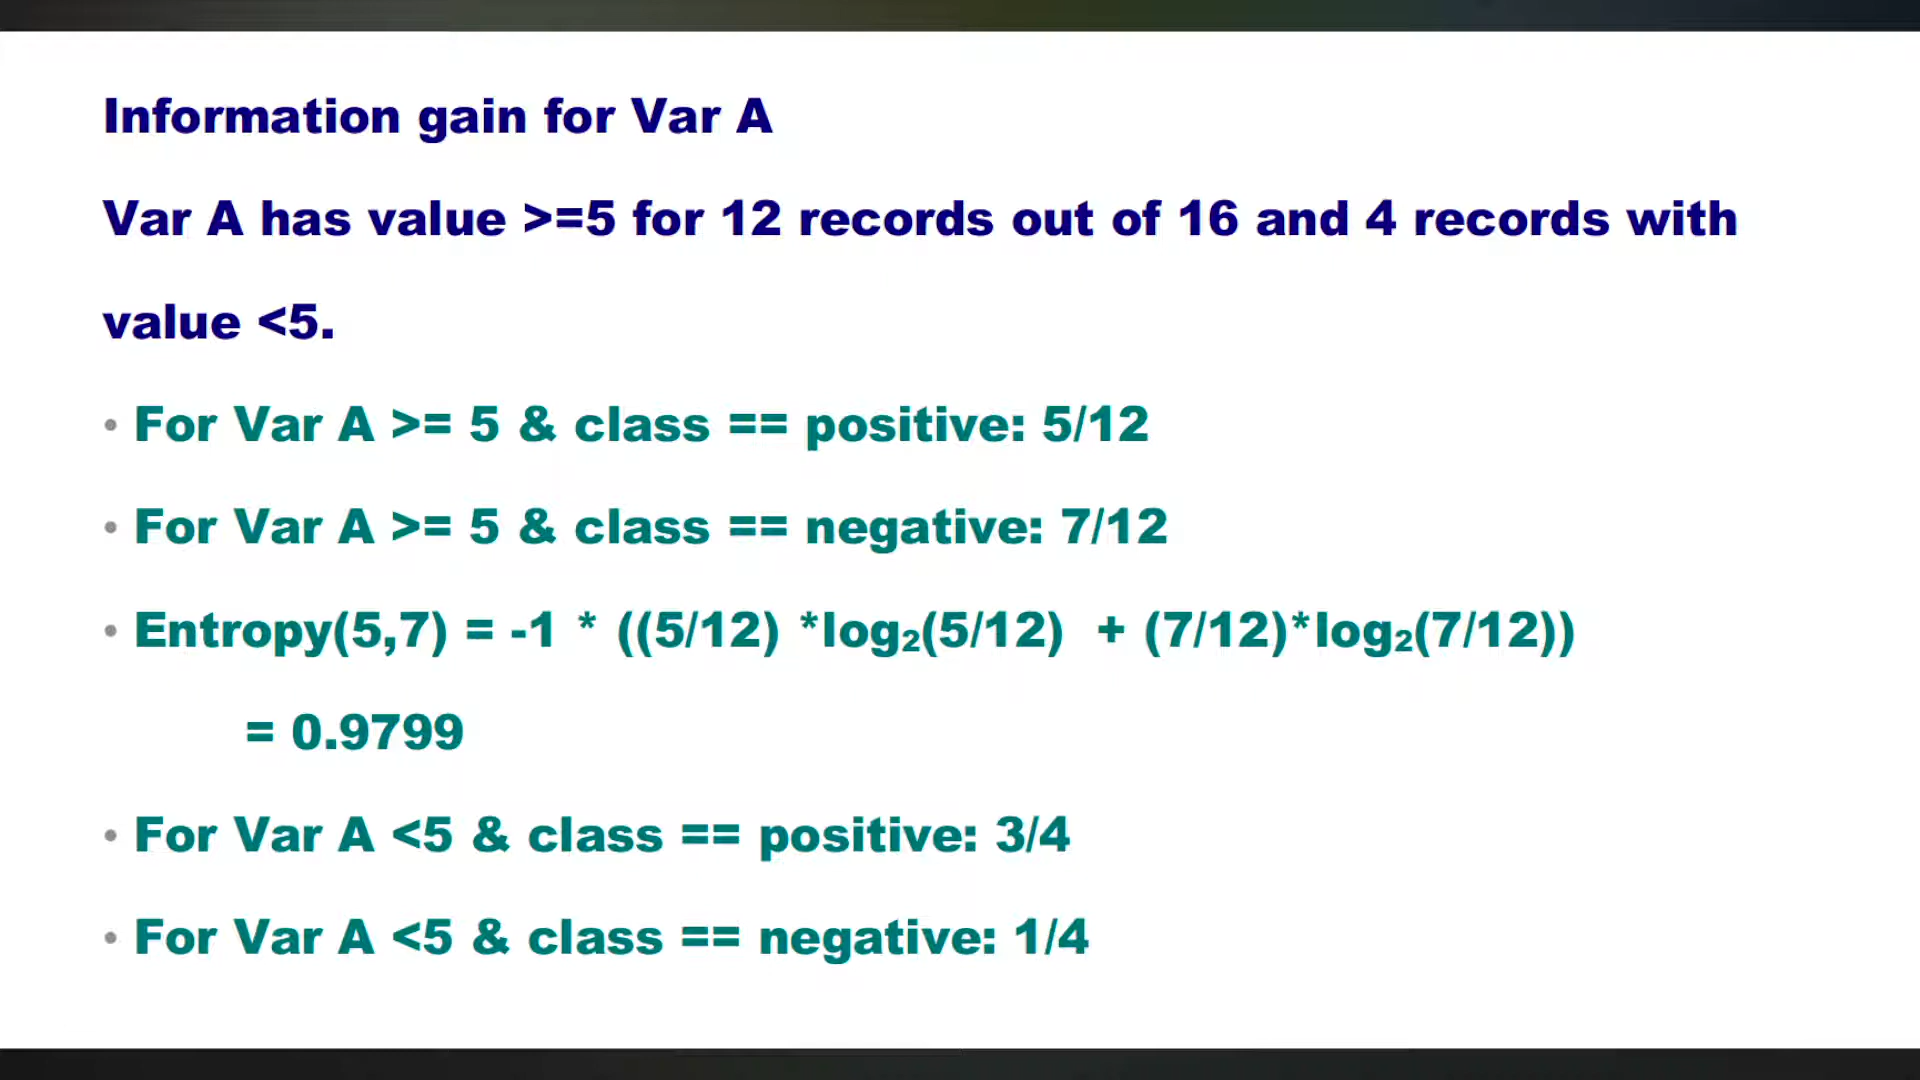 Information gain for Var A
Var A has value >=5 for 12 records out of 16 and 4 records with
value <5.
• For Var A >= 5 & class == positive: 5/12
• For Var A >= 5 & class == negative: 7/12
• Entropy(5,7) = -1 * ((5/12) *log₂(5/12) + (7/12)*log₂(7/12))
= 0.9799
• For Var A <5 & class == positive: 3/4
• For Var A <5 & class == negative: 1/4